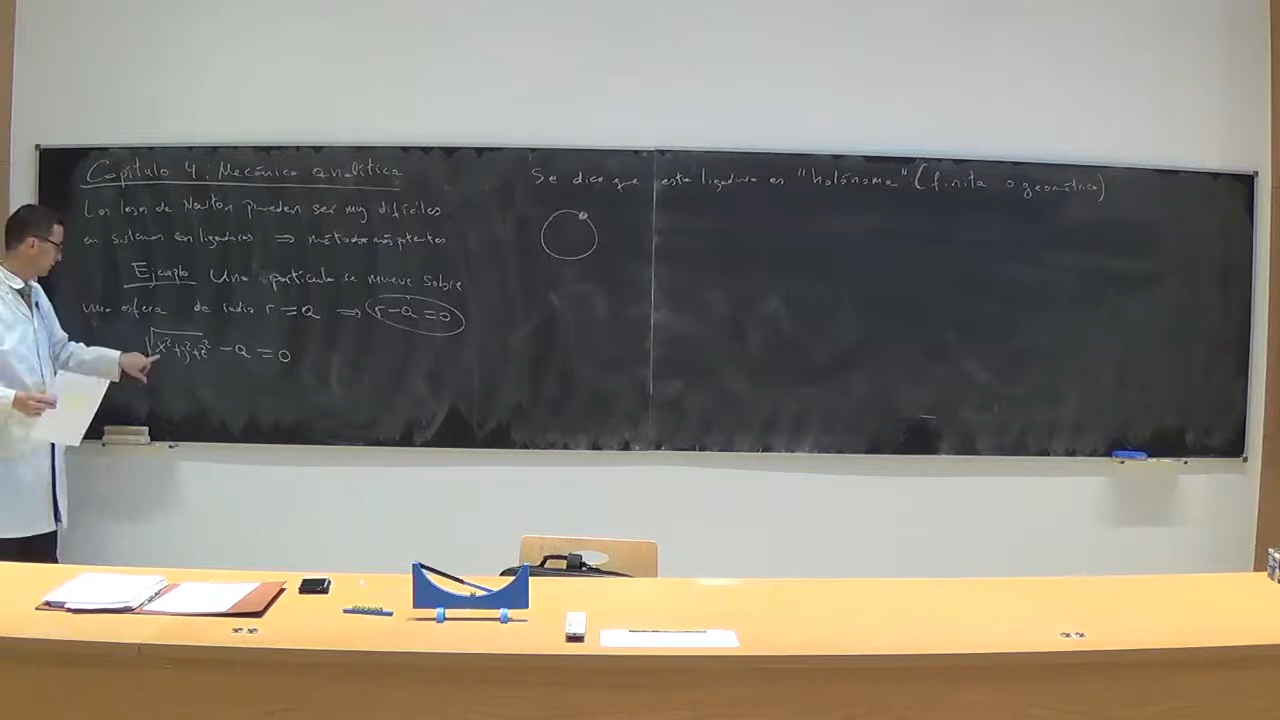 Capítulo 4: Mecánica analítica
Las leyes de Newton pueden ser muy difíciles
en sistemas con ligaduras ⇒ métodos más potentes
Ejemplo Una partícula se mueve sobre
una esfera de radio r = a ⇒ r - a = 0
√x²+y²+z² - a = 0
Se dice que esta ligadura es "holónoma" (finita o geométrica)